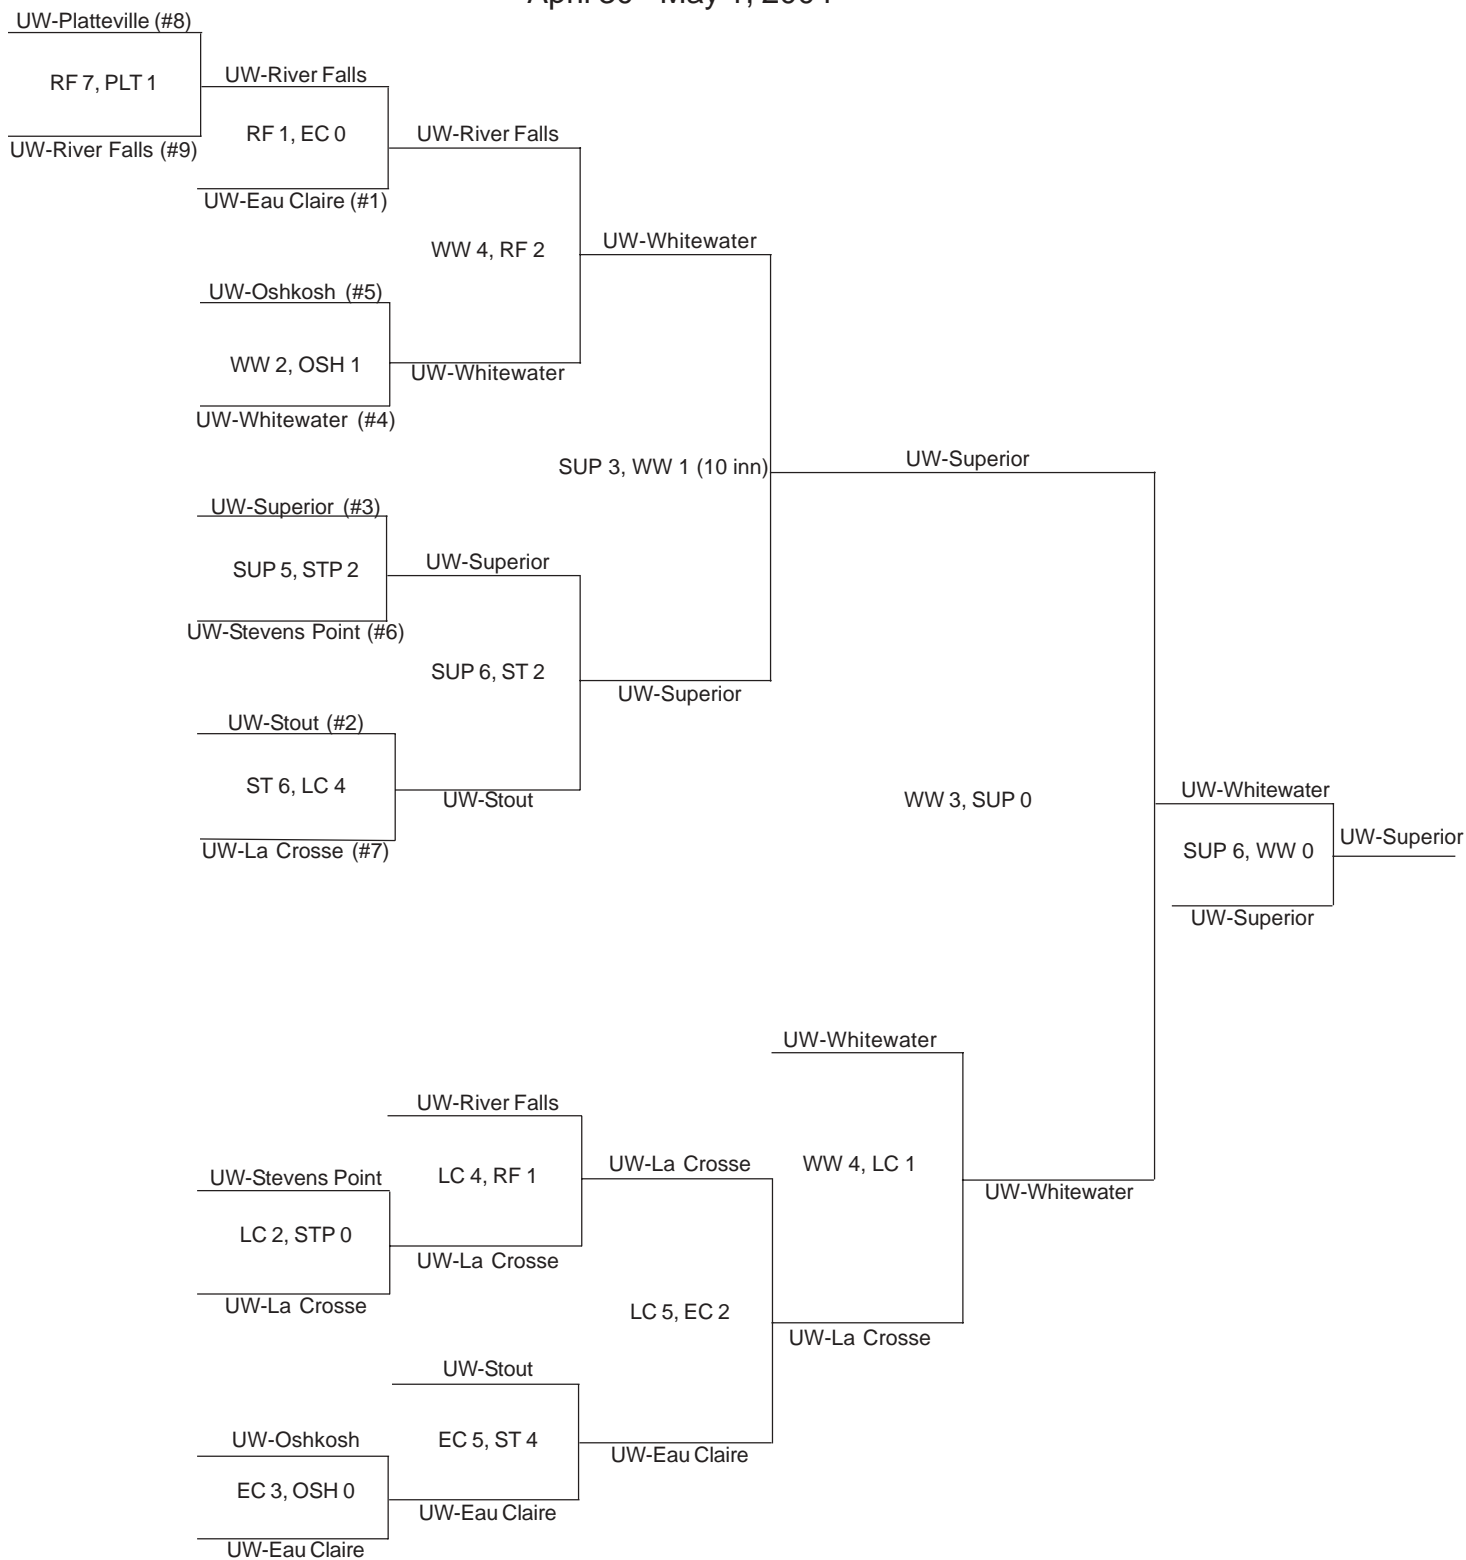 UW-Platteville (#8)
RF 7, PLT 1
UW-River Falls (#9)
UW-River Falls
RF 1, EC 0
UW-Eau Claire (#1)
UW-River Falls
WW 4, RF 2
UW-Oshkosh (#5)
WW 2, OSH 1
UW-Whitewater (#4)
UW-Whitewater
UW-Whitewater
SUP 3, WW 1 (10 inn)
UW-Superior
UW-Superior (#3)
SUP 5, STP 2
UW-Stevens Point (#6)
UW-Superior
SUP 6, ST 2
UW-Superior
UW-Stout (#2)
ST 6, LC 4
UW-La Crosse (#7)
UW-Stout
WW 3, SUP 0
UW-Whitewater
SUP 6, WW 0
UW-Superior
UW-Superior
UW-Whitewater
UW-River Falls
UW-Stevens Point
LC 4, RF 1
UW-La Crosse
WW 4, LC 1
UW-Whitewater
LC 2, STP 0
UW-La Crosse
UW-La Crosse
LC 5, EC 2
UW-La Crosse
UW-Stout
UW-Oshkosh
EC 5, ST 4
UW-Eau Claire
EC 3, OSH 0
UW-Eau Claire
UW-Eau Claire